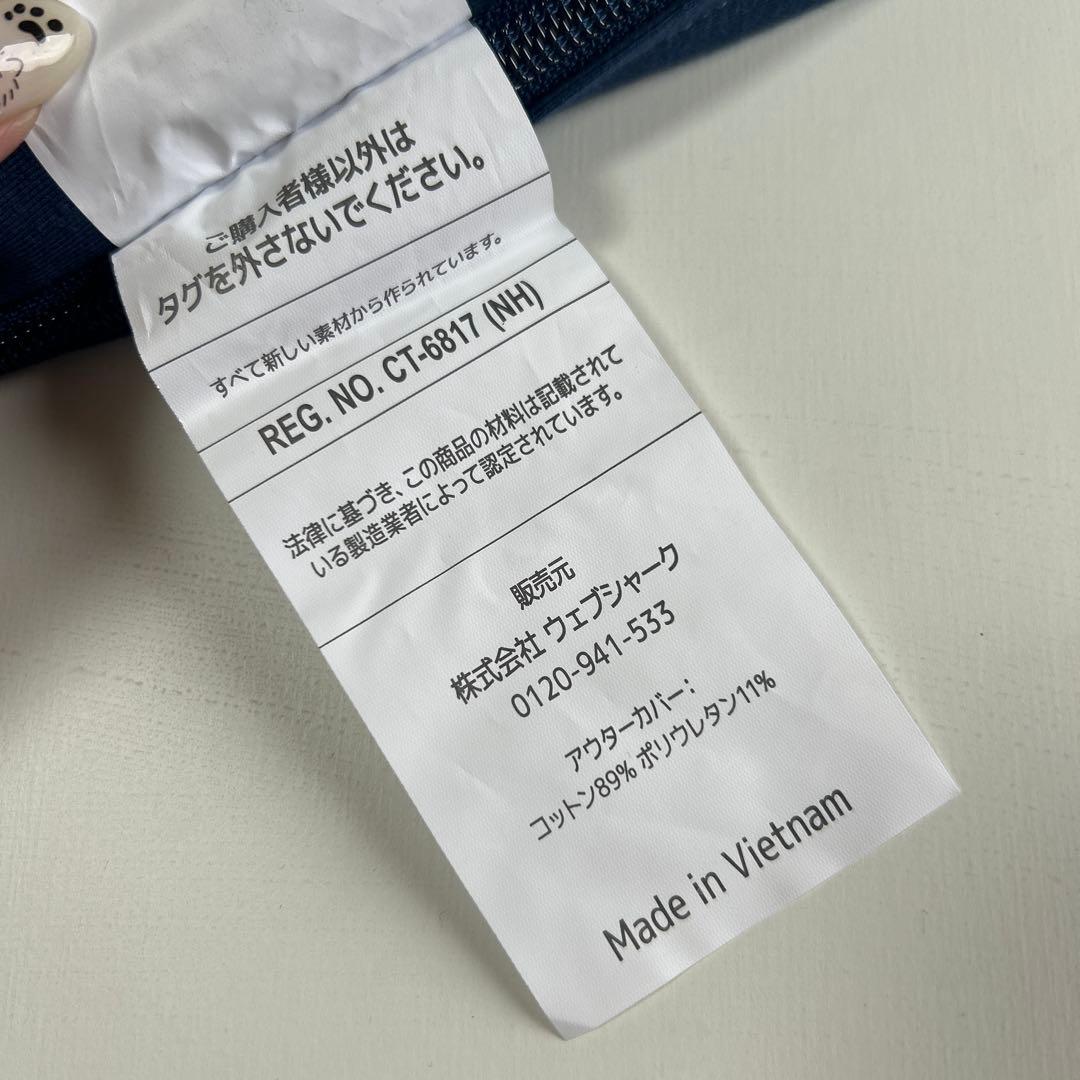 ご購入者様以外は
タグを外さないでください。
すべて新しい素材から作られています。
REG. NO. CT-6817 (NH)
法律に基づき、この商品の材料は記載されて
いる製造業者によって認定されています。
販売元
株式会社 ウェブシャーク
0120-941-533
アウターカバー:
コットン89% ポリウレタン11%
Made in Vietnam